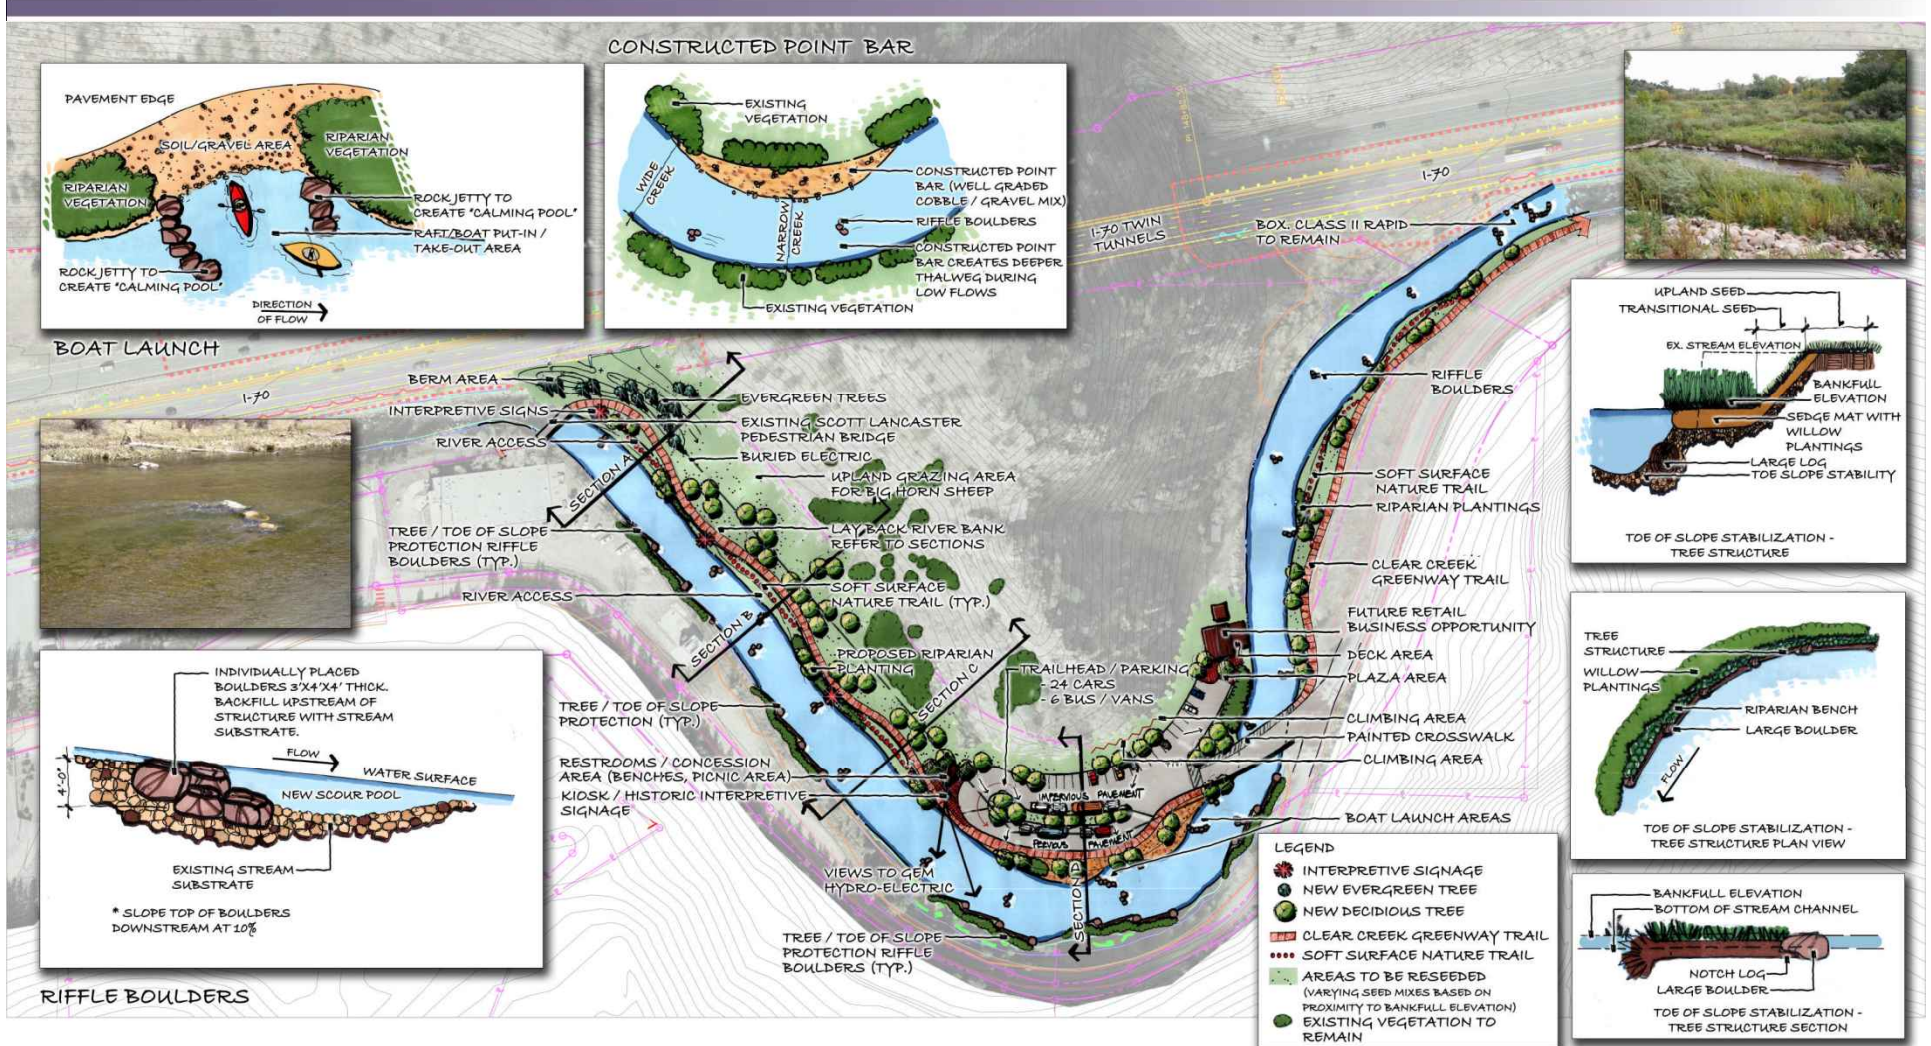 CONSTRUCTED POINT BAR
PAVEMENT EDGE
SOIL/GRAVEL AREA
RIPARIAN
VEGETATION
RIPARIAN
VEGETATION
ROCK JETTY TO
CREATE "CALMING POOL"
RAFT/BOAT PUT-IN /
TAKE-OUT AREA
ROCK JETTY TO
CREATE "CALMING POOL"
DIRECTION
OF FLOW
BOAT LAUNCH
EXISTING
VEGETATION
WIDE
CREEK
NARROW
CREEK
CONSTRUCTED POINT
BAR (WELL GRADED
COBBLE / GRAVEL MIX)
RIFFLE BOULDERS
CONSTRUCTED POINT
BAR CREATES DEEPER
THALWEG DURING
LOW FLOWS
EXISTING VEGETATION
I-70
I-70 TWIN
TUNNELS
BOX. CLASS II RAPID
TO REMAIN
I-70
BERM AREA
INTERPRETIVE SIGNS
RIVER ACCESS
EVERGREEN TREES
EXISTING SCOTT LANCASTER
PEDESTRIAN BRIDGE
BURIED ELECTRIC
UPLAND GRAZING AREA
FOR BIG HORN SHEEP
SECTION A
TREE / TOE OF SLOPE
PROTECTION RIFFLE
BOULDERS (TYP.)
LAY BACK RIVER BANK
REFER TO SECTIONS
RIVER ACCESS
SOFT SURFACE
NATURE TRAIL (TYP.)
SECTION B
PROPOSED RIPARIAN
PLANTING
SECTION C
TREE / TOE OF SLOPE
PROTECTION (TYP.)
TRAILHEAD / PARKING
- 24 CARS
- 6 BUS / VANS
RESTROOMS / CONCESSION
AREA (BENCHES, PICNIC AREA)
KIOSK / HISTORIC INTERPRETIVE
SIGNAGE
IMPERVIOUS PAVEMENT
PERVIOUS PAVEMENT
VIEWS TO GEM
HYDRO-ELECTRIC
SECTION D
TREE / TOE OF SLOPE
PROTECTION RIFFLE
BOULDERS (TYP.)
RIFFLE
BOULDERS
SOFT SURFACE
NATURE TRAIL
RIPARIAN PLANTINGS
CLEAR CREEK
GREENWAY TRAIL
FUTURE RETAIL
BUSINESS OPPORTUNITY
DECK AREA
PLAZA AREA
CLIMBING AREA
PAINTED CROSSWALK
CLIMBING AREA
BOAT LAUNCH AREAS
INDIVIDUALLY PLACED
BOULDERS 3'X4'X4' THICK.
BACKFILL UPSTREAM OF
STRUCTURE WITH STREAM
SUBSTRATE.
FLOW
WATER SURFACE
4'-0"
NEW SCOUR POOL
EXISTING STREAM
SUBSTRATE
* SLOPE TOP OF BOULDERS
DOWNSTREAM AT 10%
RIFFLE BOULDERS
LEGEND
INTERPRETIVE SIGNAGE
NEW EVERGREEN TREE
NEW DECIDIOUS TREE
CLEAR CREEK GREENWAY TRAIL
SOFT SURFACE NATURE TRAIL
AREAS TO BE RESEEDED
(VARYING SEED MIXES BASED ON
PROXIMITY TO BANKFULL ELEVATION)
EXISTING VEGETATION TO
REMAIN
UPLAND SEED
TRANSITIONAL SEED
EX. STREAM ELEVATION
BANKFULL
ELEVATION
SEDGE MAT WITH
WILLOW
PLANTINGS
LARGE LOG
TOE SLOPE STABILITY
TOE OF SLOPE STABILIZATION -
TREE STRUCTURE
TREE
STRUCTURE
WILLOW
PLANTINGS
RIPARIAN BENCH
LARGE BOULDER
FLOW
TOE OF SLOPE STABILIZATION -
TREE STRUCTURE PLAN VIEW
BANKFULL ELEVATION
BOTTOM OF STREAM CHANNEL
NOTCH LOG
LARGE BOULDER
TOE OF SLOPE STABILIZATION -
TREE STRUCTURE SECTION